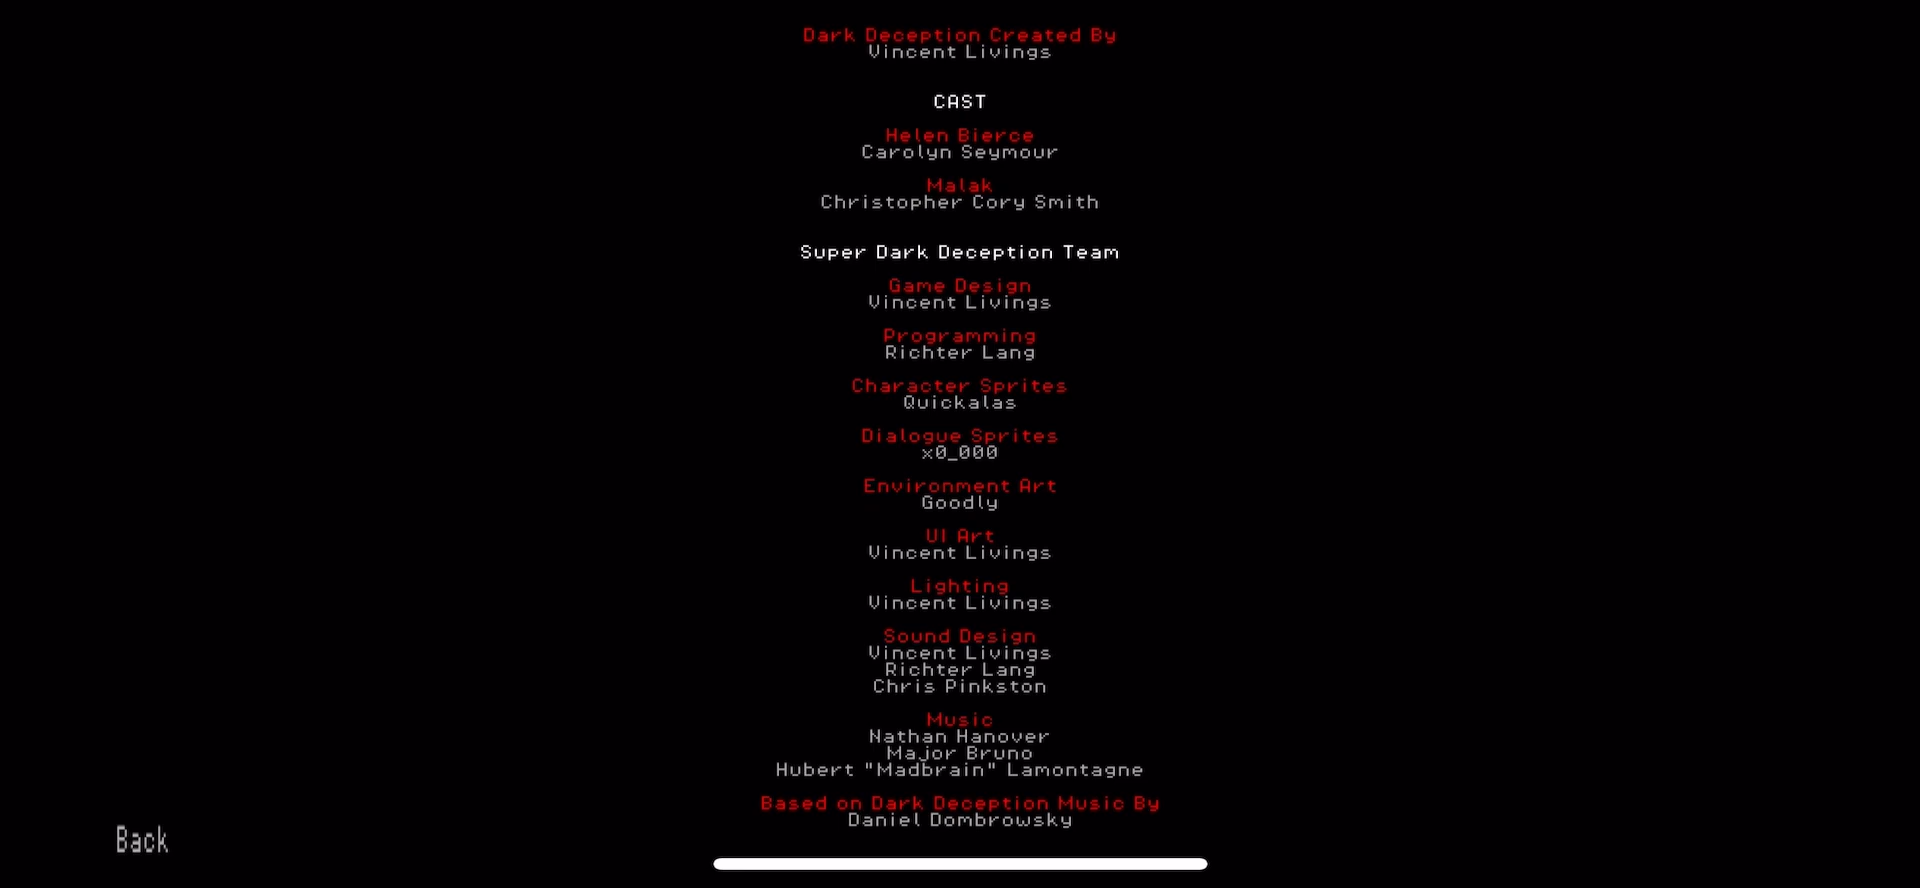 Dark Deception Created By
Vincent Livings
CAST
Helen Bierce
Carolyn Seymour
Malak
Christopher Cory Smith
Super Dark Deception Team
Game Design
Vincent Livings
Programming
Richter Lang
Character Sprites
Quickalas
Dialogue Sprites
x0_000
Environment Art
Goodly
UI Art
Vincent Livings
Lighting
Vincent Livings
Sound Design
Vincent Livings
Richter Lang
Chris Pinkston
Music
Nathan Hanover
Major Bruno
Hubert "Madbrain" Lamontagne
Based on Dark Deception Music By
Daniel Dombrowsky
Back